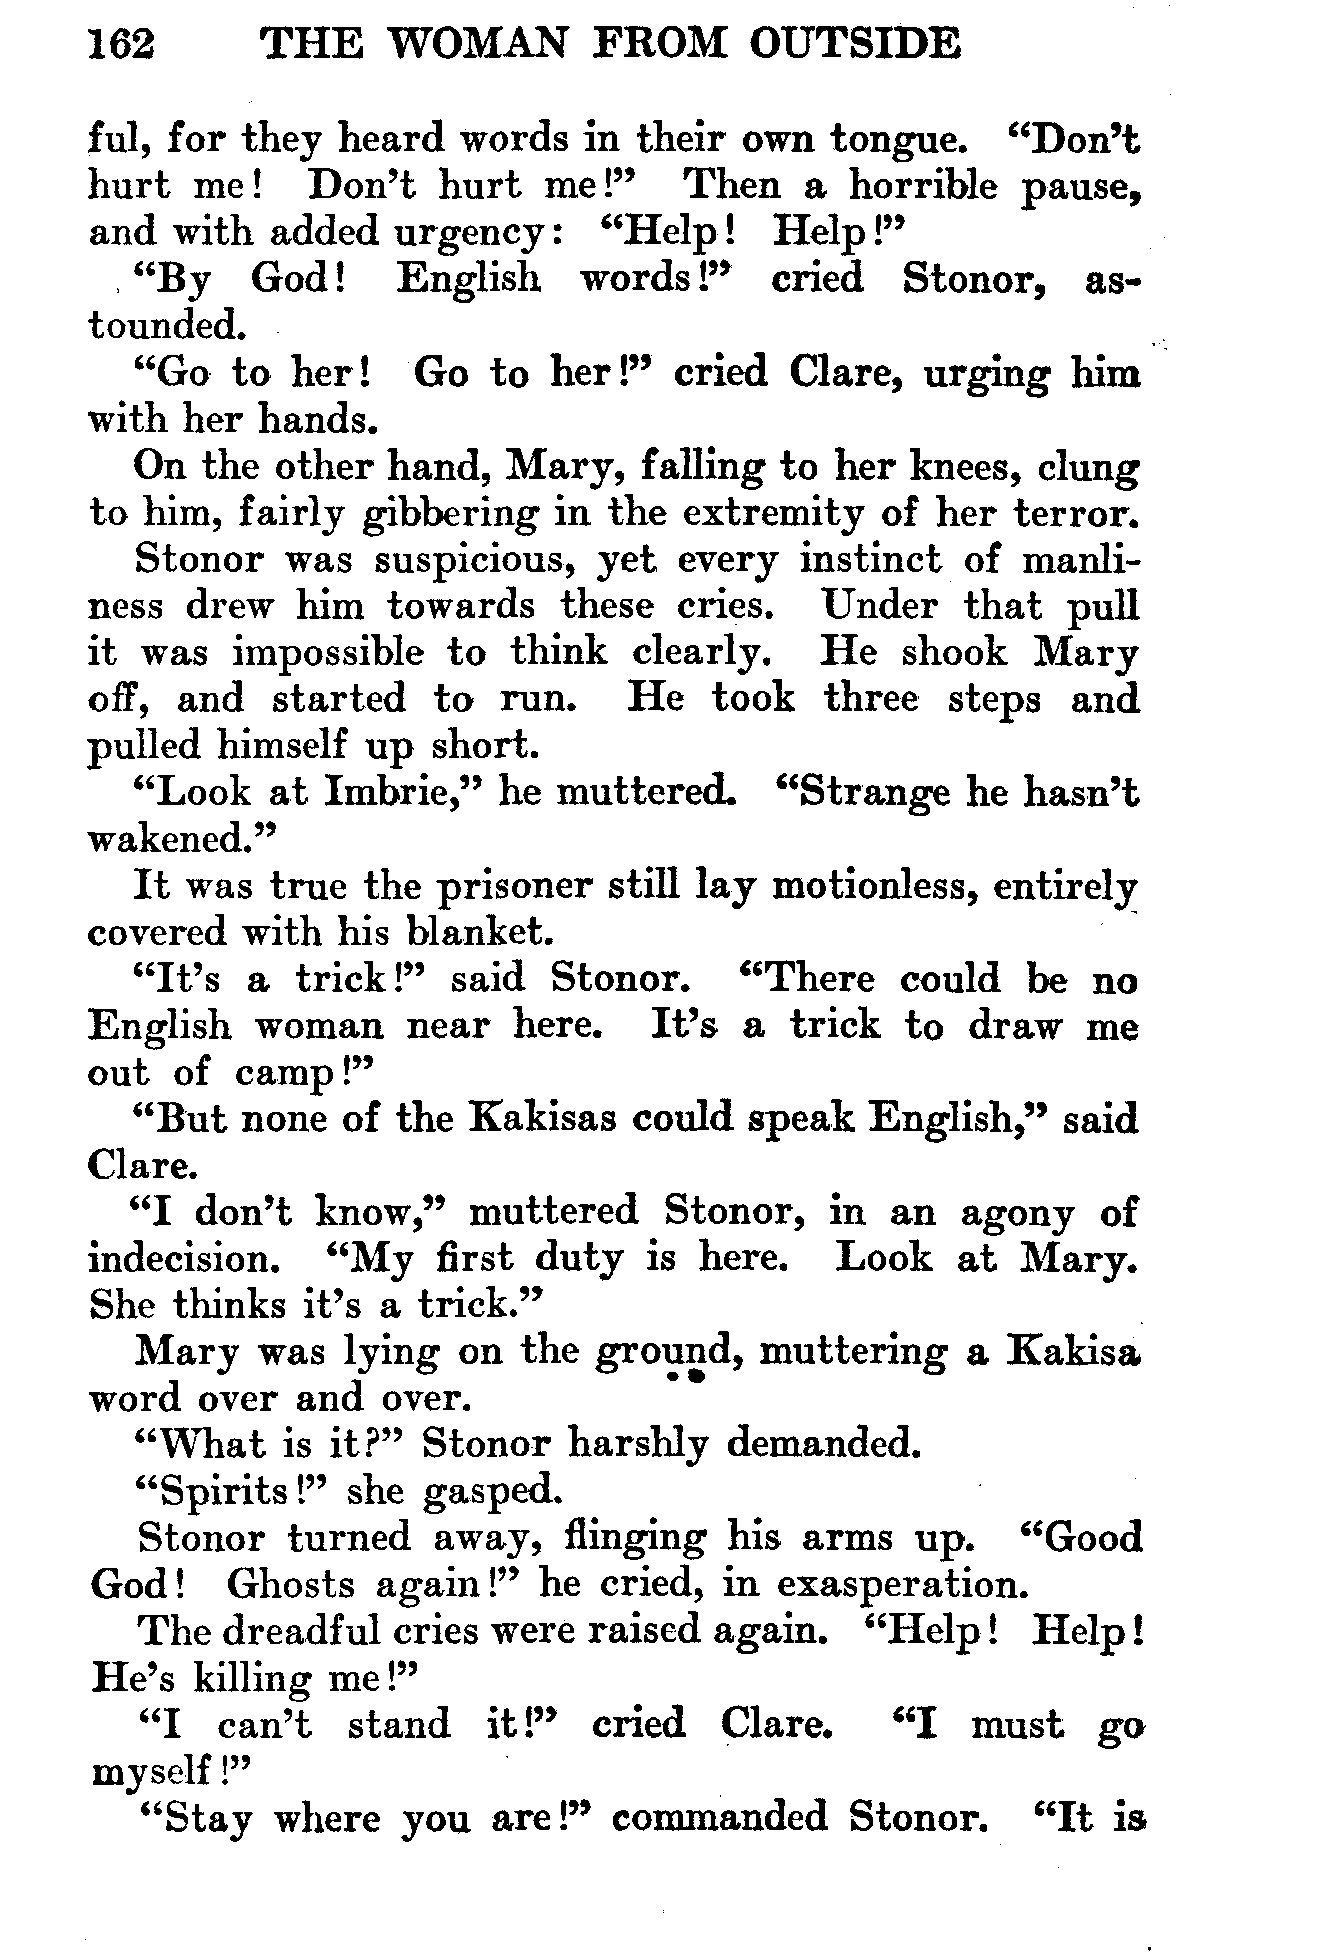 162 THE WOMAN FROM OUTSIDE
ful, for they heard words in their own tongue. “Don’t
hurt me! Don’t hurt me!” Then a horrible pause,
and with added urgency: “Help! Help!”
“By God! English words!” cried Stonor, as-
tounded.
“Go to her! Go to her!” cried Clare, urging him
with her hands.
On the other hand, Mary, falling to her knees, clung
to him, fairly gibbering in the extremity of her terror.
Stonor was suspicious, yet every instinct of manli-
ness drew him towards these cries. Under that pull
it was impossible to think clearly. He shook Mary
off, and started to run. He took three steps and
pulled himself up short.
“Look at Imbrie,” he muttered. “Strange he hasn’t
wakened.”
It was true the prisoner still lay motionless, entirely
covered with his blanket.
“It’s a trick!” said Stonor. “There could be no
English woman near here. It’s a trick to draw me
out of camp!”
“But none of the Kakisas could speak English,” said
Clare.
“I don’t know,” muttered Stonor, in an agony of
indecision. “My first duty is here. Look at Mary.
She thinks it’s a trick.”
Mary was lying on the ground, muttering a Kakisa
word over and over.
“What is it?” Stonor harshly demanded.
“Spirits!” she gasped.
Stonor turned away, flinging his arms up. “Good
God! Ghosts again!” he cried, in exasperation.
The dreadful cries were raised again. “Help! Help!
He’s killing me!”
“I can’t stand it!” cried Clare. “I must go
myself!”
“Stay where you are!” commanded Stonor. “It is